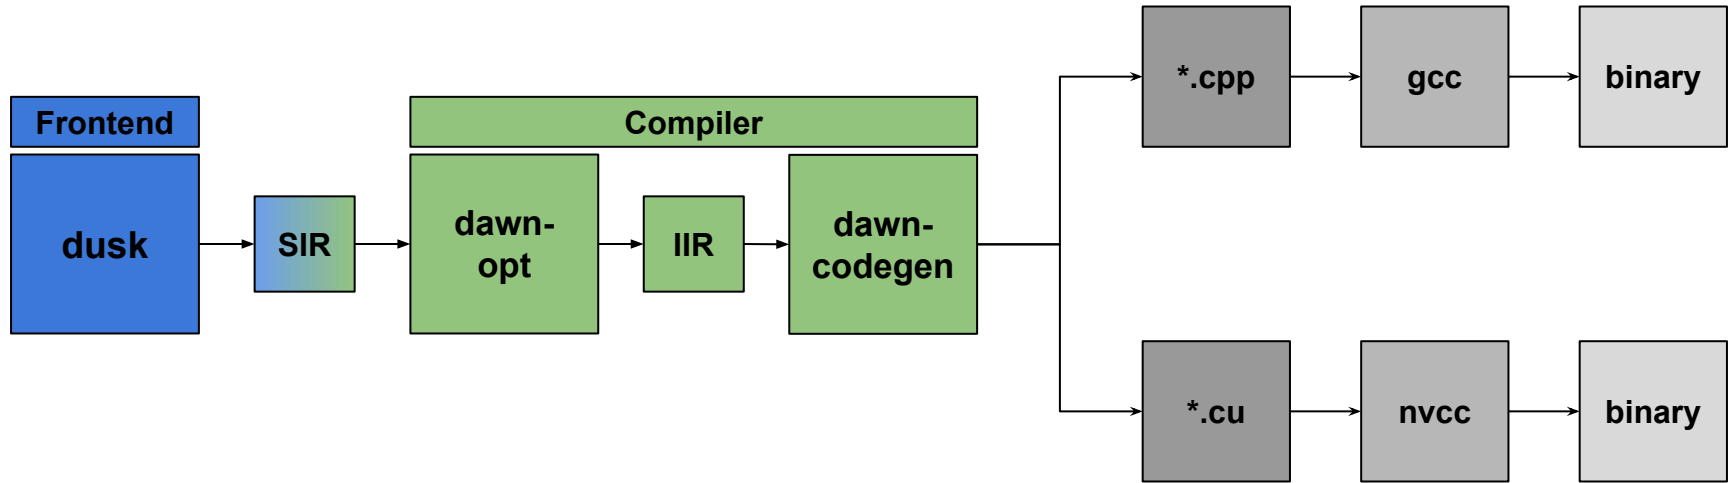 Frontend
dusk
SIR
Compiler
dawn-
opt
IIR
dawn-
codegen
*.cpp
gcc
binary
*.cu
nvcc
binary